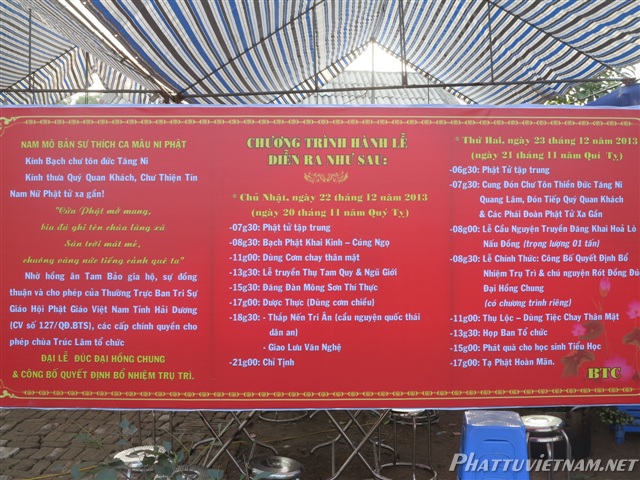 NAM MÔ BẢN SƯ THÍCH CA MÂU NI PHẬT
Kính Bạch chư tôn đức Tăng Ni
Kính thưa Quý Quan Khách, Chư Thiện Tín
Nam Nữ Phật tử xa gần!
"Cửa Phật mở mang,
bia đá ghi tên chùa làng xã
Sân trời mát mẻ,
chuông vàng nức tiếng cảnh quê ta"
Nhờ hồng ân Tam Bảo gia hộ, sự đồng
thuận và cho phép của Thường Trực Ban Trị Sự
Giáo Hội Phật Giáo Việt Nam Tỉnh Hải Dương
(CV số 127/QĐ.BTS), các cấp chính quyền cho
phép chùa Trúc Lâm tổ chức
ĐẠI LỄ ĐÚC ĐẠI HỒNG CHUNG
& CÔNG BỐ QUYẾT ĐỊNH BỔ NHIỆM TRỤ TRÌ.
CHƯƠNG TRÌNH HÀNH LỄ
DIỄN RA NHƯ SAU:
* Chủ Nhật, ngày 22 tháng 12 năm 2013
(ngày 20 tháng 11 năm Quý Tỵ)
-07g30: Phật tử tập trung
-08g30: Bạch Phật Khai Kinh – Cúng Ngọ
-11g00: Dùng Cơm chay thân mật
-13g30: Lễ truyền Thụ Tam Quy & Ngũ Giới
-15g30: Đăng Đàn Mông Sơn Thí Thực
-17g00: Dược Thực (Dùng cơm chiều)
-18g30: - Thắp Nến Tri Ân (cầu nguyện quốc thái
dân an)
- Giao Lưu Văn Nghệ
-21g00: Chỉ Tịnh
* Thứ Hai, ngày 23 tháng 12 năm 2013
(ngày 21 tháng 11 năm Quí Tỵ)
-06g30: Phật Tử tập trung
-07g30: Cung Đón Chư Tôn Thiền Đức Tăng Ni
Quang Lâm, Đón Tiếp Quý Quan Khách
& Các Phái Đoàn Phật Tử Xa Gần
-08g00: Lễ Cầu Nguyện Truyền Đăng Khai Hoả Lò
Nấu Đồng (trọng lượng 01 tấn)
-08g30: Lễ Chính Thức: Công Bố Quyết Định Bổ
Nhiệm Trụ Trì & chú nguyện Rót Đồng Đúc
Đại Hồng Chung
(có chương trình riêng)
-11g00: Thụ Lộc – Dùng Tiệc Chay Thân Mật
-13g30: Họp Ban Tổ chức
-15g00: Phát quà cho học sinh Tiểu Học
-17g00: Tạ Phật Hoàn Mãn.
BTC
PHATTUVIETNAM.NET